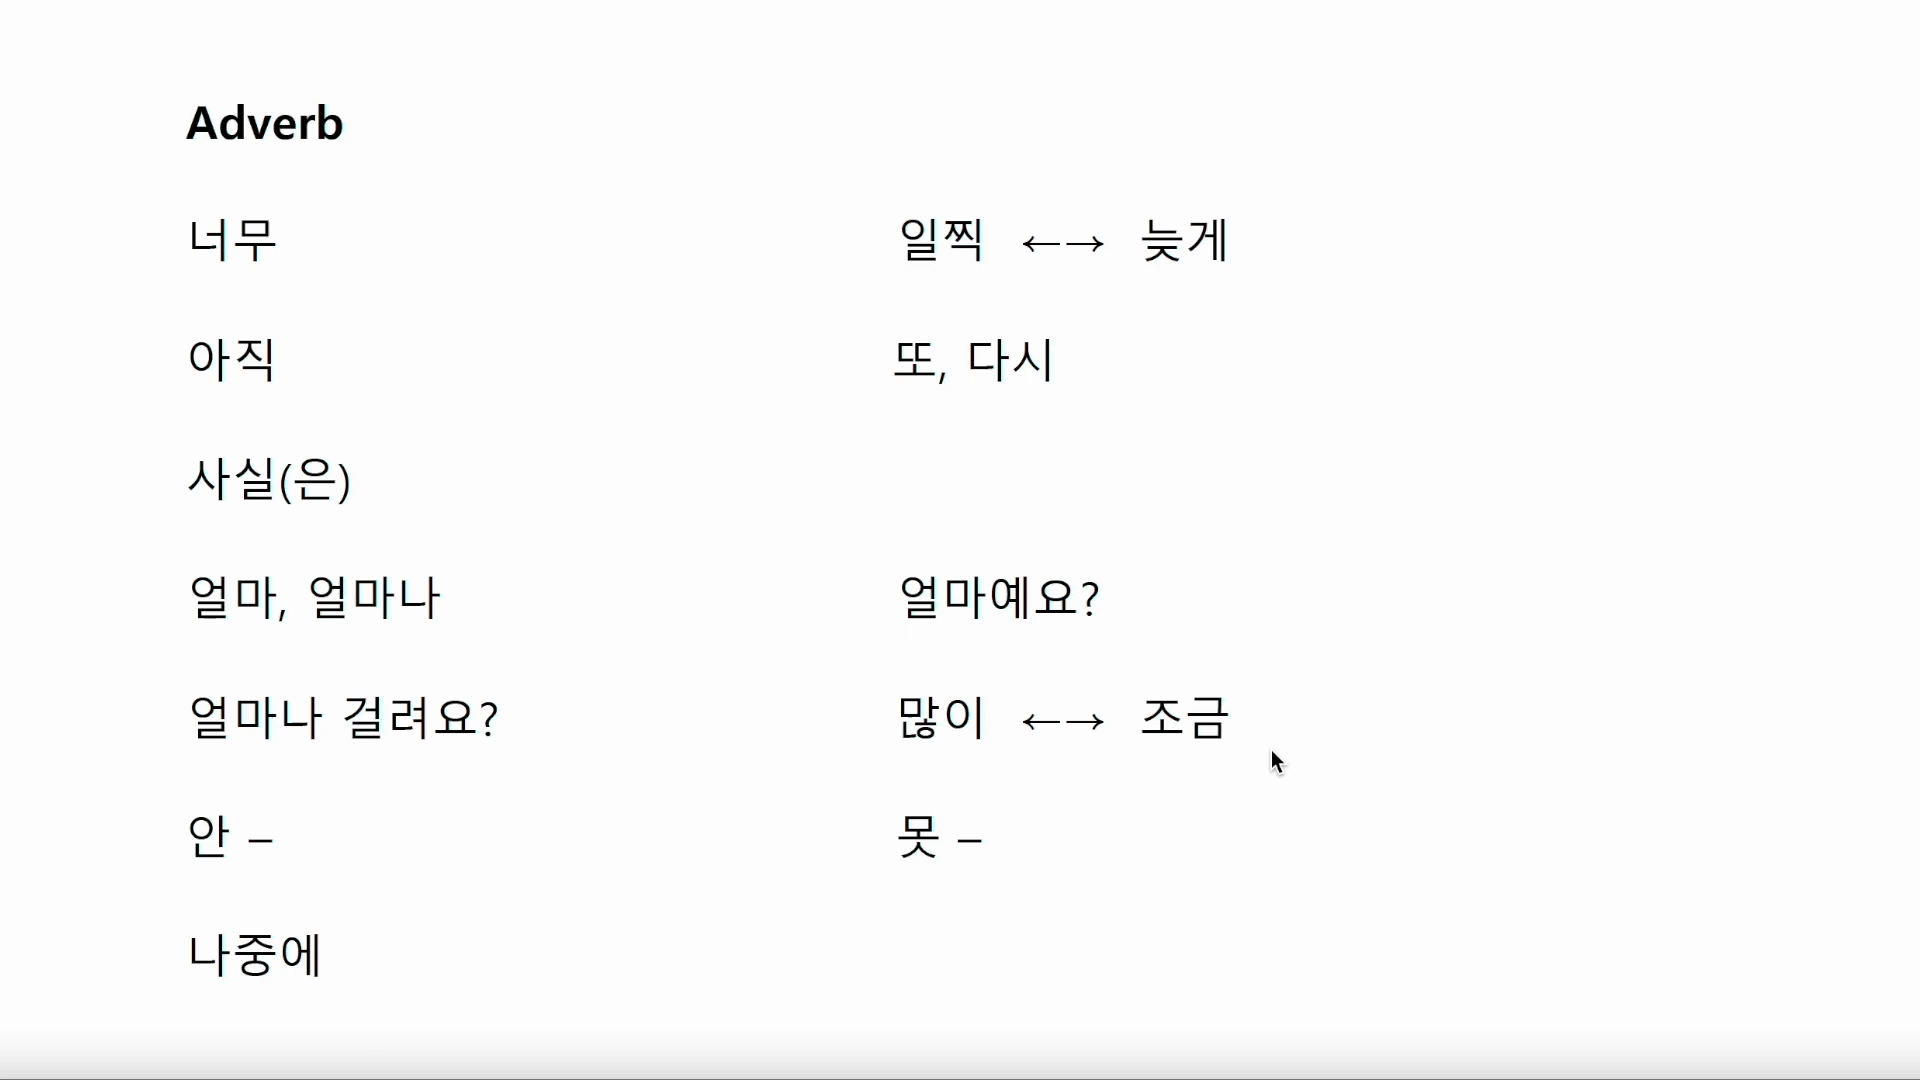 Adverb
너무 일찍 ←→ 늦게
아직 또, 다시
사실(은)
얼마, 얼마나 얼마예요?
얼마나 걸려요? 많이 ←→ 조금
안 – 못 –
나중에